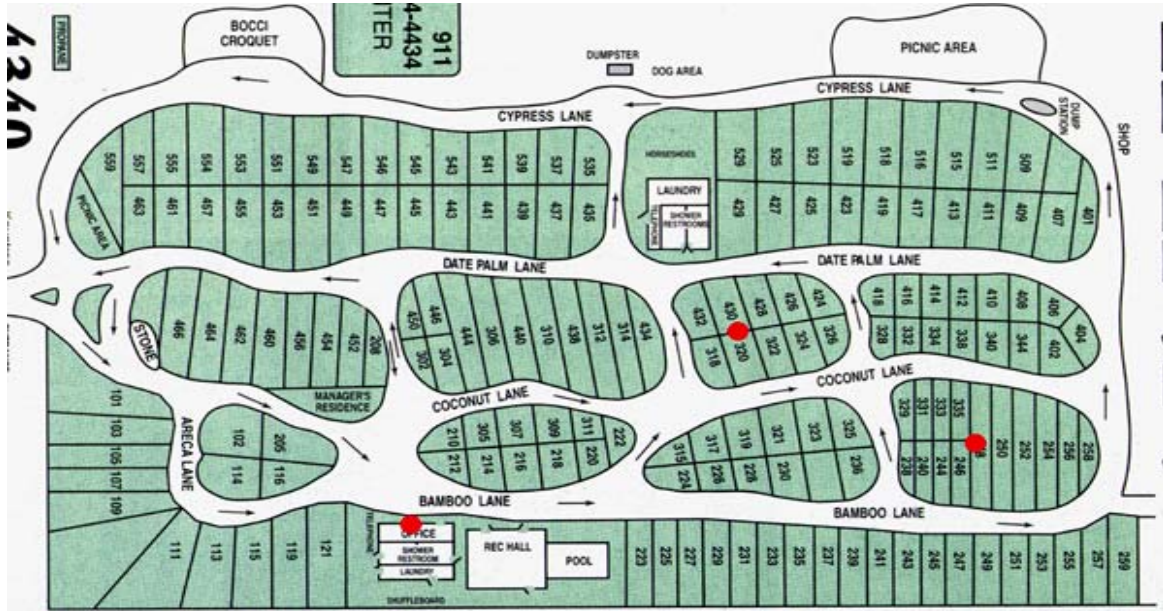 PROPANE
4340
BOCCI
CROQUET
911
4-4434
NTER
DUMPSTER
DOG AREA
PICNIC AREA
CYPRESS LANE
CYPRESS LANE
DUMP
STATION
SHOP
559 557 555 554 553 551 549 547 546 545 543 541 539 537 535
463 461 457 455 453 451 449 447 445 443 441 439 437 435
PICNIC AREA
HORSESHOES
LAUNDRY
TELEPHONE
SHOWER
RESTROOMS
529 525 523 519 518 516 515 511 509
429 427 425 423 419 417 413 411 409 407 401
DATE PALM LANE
DATE PALM LANE
STONE
466 464 462 460 456 454 452 208
MANAGER'S
RESIDENCE
450 446 444 306 440 310 438 312 314 434
302 304
432 430 428 426 424
318 320 322 324 326
418 416 414 412 410 408 406 404
328 332 334 338 340 344 402
COCONUT LANE
COCONUT LANE
101
103
105
107
109
ARECA LANE
102 205
114 116
210 305 307 309 311 222
212 214 216 218 220
315 317 319 321 323 325
224 226 228 230 236
329 331 333 335
238 240 244 246 250 252 254 256 258
BAMBOO LANE
BAMBOO LANE
111 113 115 119 121
TELEPHONE
OFFICE
SHOWER
RESTROOM
LAUNDRY
SHUFFLEBOARD
REC HALL
POOL
223 225 227 229 231 233 235 237 239 241 243 245 247 249 251 253 255 257 259